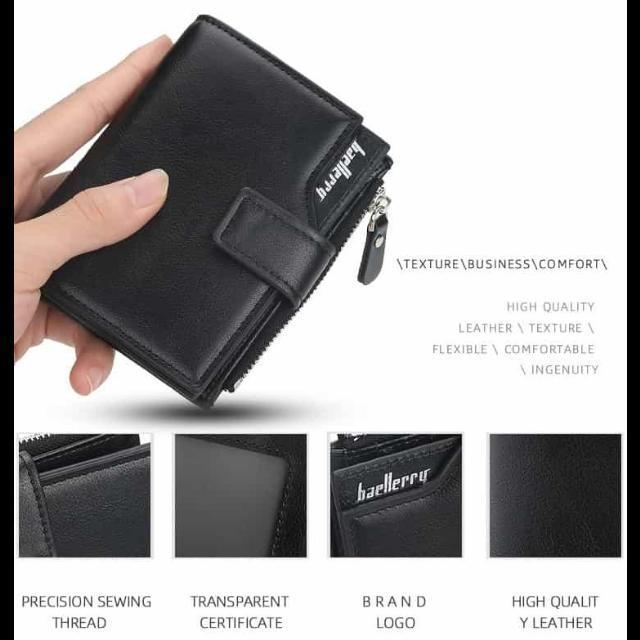 baellerry
\TEXTURE\BUSINESS\COMFORT\
HIGH QUALITY
LEATHER \ TEXTURE \
FLEXIBLE \ COMFORTABLE
\ INGENUITY
baellerry
PRECISION SEWING
THREAD
TRANSPARENT
CERTIFICATE
BRAND
LOGO
HIGH QUALIT
Y LEATHER